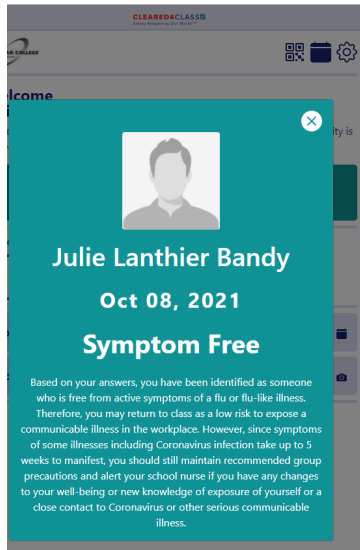 CLEARED4CLASS
Safely Reopening Our World™
COLLEGE
lcome
ity is
Julie Lanthier Bandy
Oct 08, 2021
Symptom Free
Based on your answers, you have been identified as someone
who is free from active symptoms of a flu or flu-like illness.
Therefore, you may return to class as a low risk to expose a
communicable illness in the workplace. However, since symptoms
of some illnesses including Coronavirus infection take up to 5
weeks to manifest, you should still maintain recommended group
precautions and alert your school nurse if you have any changes
to your well-being or new knowledge of exposure of yourself or a
close contact to Coronavirus or other serious communicable
illness.